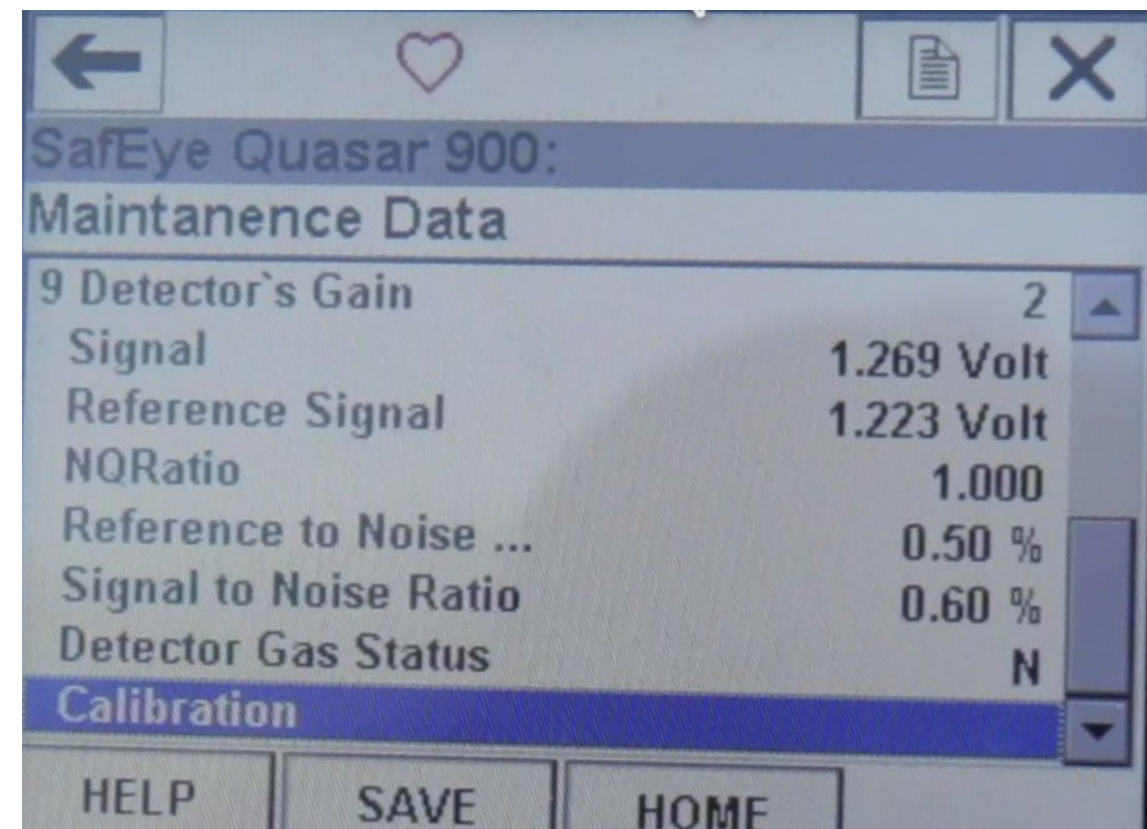 SafEye Quasar 900:
Maintanence Data
9 Detector`s Gain 2
Signal 1.269 Volt
Reference Signal 1.223 Volt
NQRatio 1.000
Reference to Noise ... 0.50 %
Signal to Noise Ratio 0.60 %
Detector Gas Status N
Calibration
HELP SAVE HOME